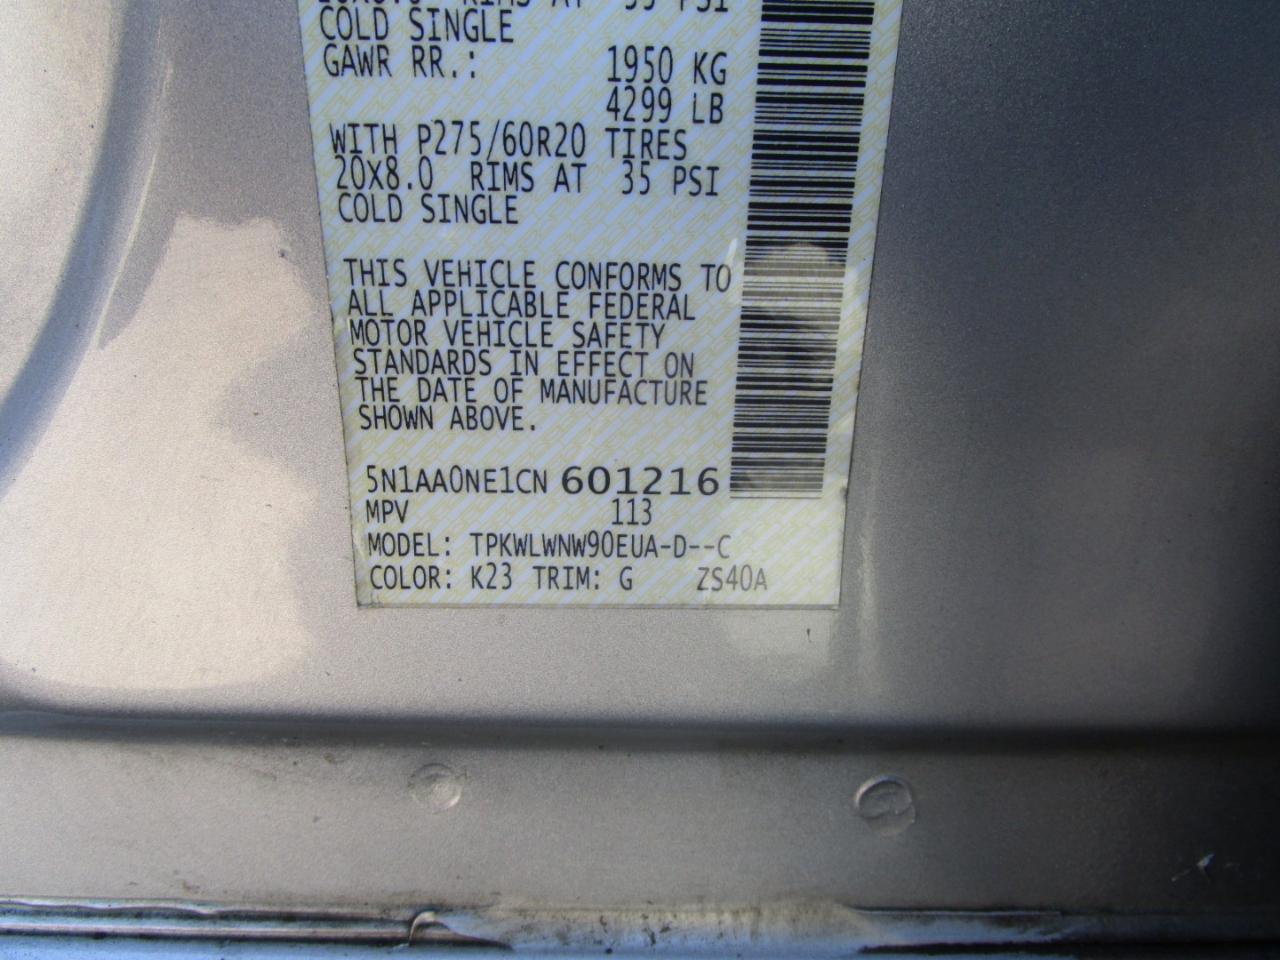 COLD SINGLE
GAWR RR.: 1950 KG
4299 LB
WITH P275/60R20 TIRES
20X8.0 RIMS AT 35 PSI
COLD SINGLE
THIS VEHICLE CONFORMS TO
ALL APPLICABLE FEDERAL
MOTOR VEHICLE SAFETY
STANDARDS IN EFFECT ON
THE DATE OF MANUFACTURE
SHOWN ABOVE.
5N1AA0NE1CN 601216
MPV 113
MODEL: TPKWLWNW90EUA-D--C
COLOR: K23 TRIM: G ZS40A